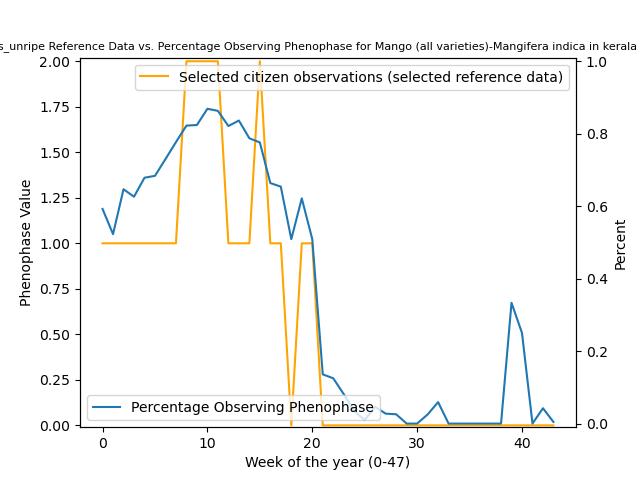 s_unripe Reference Data vs. Percentage Observing Phenophase for Mango (all varieties)-Mangifera indica in kerala
Selected citizen observations (selected reference data)
Percentage Observing Phenophase
Phenophase Value
2.00
1.75
1.50
1.25
1.00
0.75
0.50
0.25
0.00
Percent
1.0
0.8
0.6
0.4
0.2
0.0
0 10 20 30 40
Week of the year (0-47)